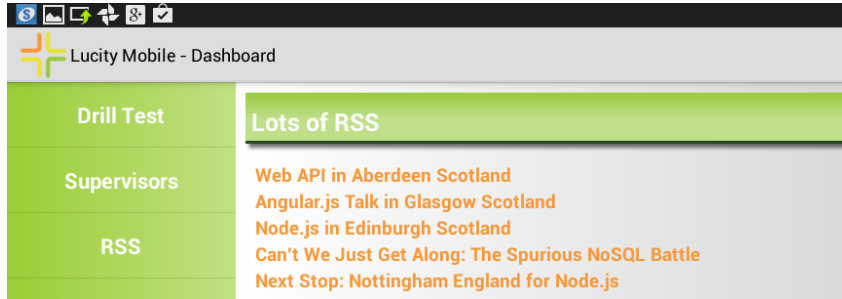 Lucity Mobile - Dashboard
Drill Test
Supervisors
RSS
Lots of RSS
Web API in Aberdeen Scotland
Angular.js Talk in Glasgow Scotland
Node.js in Edinburgh Scotland
Can't We Just Get Along: The Spurious NoSQL Battle
Next Stop: Nottingham England for Node.js